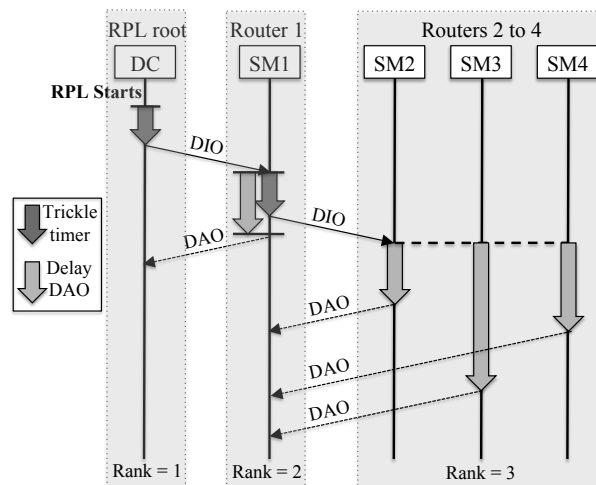 RPL root
Router 1
Routers 2 to 4
DC
SM1
SM2
SM3
SM4
RPL Starts
DIO
Trickle
timer
Delay
DAO
DIO
DAO
DAO
DAO
DAO
Rank = 1
Rank = 2
Rank = 3